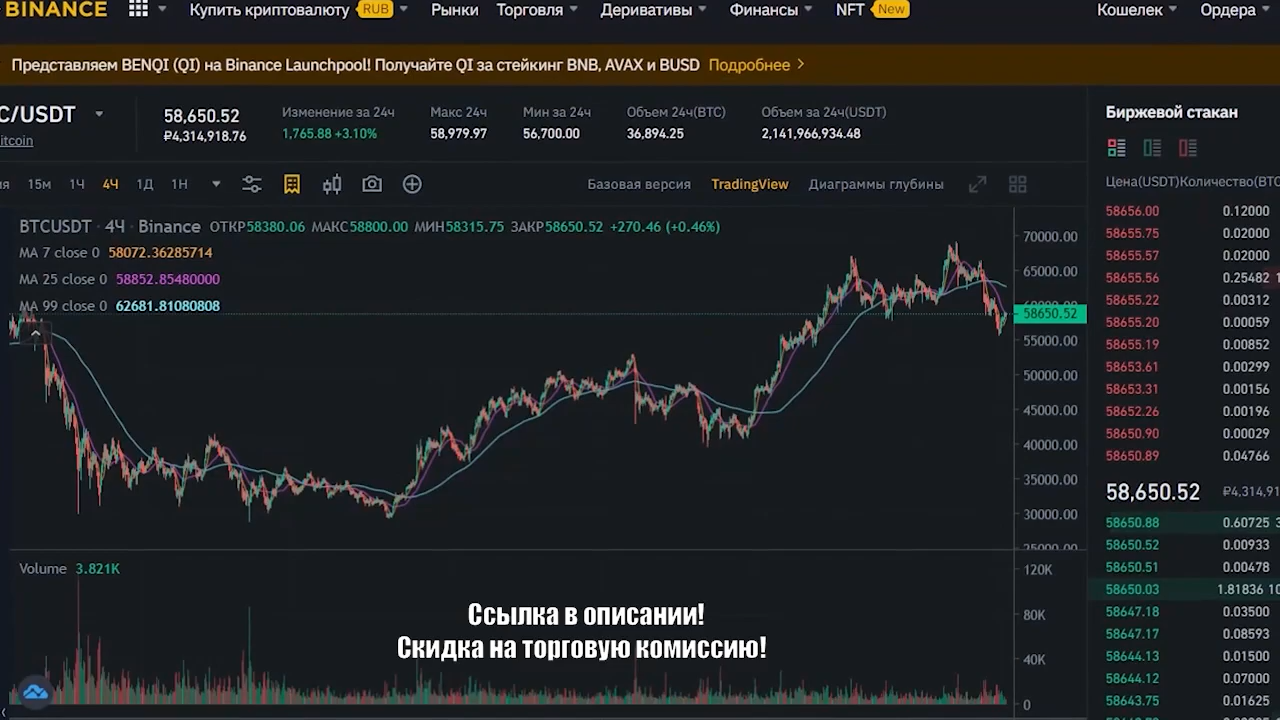 BINANCE
Купить криптовалюту RUB Рынки Торговля Деривативы Финансы NFT New Кошелек Ордера
Представляем BENQI (QI) на Binance Launchpool! Получайте QI за стейкинг BNB, AVAX и BUSD Подробнее
C/USDT
itcoin
58,650.52
₽4,314,918.76
Изменение за 24ч
1,765.88 +3.10%
Макс 24ч
58,979.97
Мин за 24ч
56,700.00
Объем 24ч(BTC)
36,894.25
Объем за 24ч(USDT)
2,141,966,934.48
я 15м 1Ч 4Ч 1Д 1Н
Базовая версия TradingView Диаграммы глубины
BTCUSDT · 4Ч · Binance ОТКР58380.06 МАКС58800.00 МИН58315.75 ЗАКР58650.52 +270.46 (+0.46%)
MA 7 close 0 58072.36285714
MA 25 close 0 58852.85480000
MA 99 close 0 62681.81080808
70000.00
65000.00
60000.00
58650.52
55000.00
50000.00
45000.00
40000.00
35000.00
30000.00
25000.00
Volume 3.821K
120K
80K
40K
0
Ссылка в описании!
Скидка на торговую комиссию!
Биржевой стакан
Цена(USDT)Количество(BTC
58656.00 0.12000
58655.75 0.02000
58655.57 0.02000
58655.56 0.25482 1
58655.22 0.00312
58655.20 0.00059
58655.19 0.00852
58653.61 0.00299
58653.31 0.00156
58652.26 0.00196
58650.90 0.00029
58650.89 0.04766
58,650.52 ₽4,314,91
58650.88 0.60725 3
58650.52 0.00933
58650.51 0.00478
58650.03 1.81836 10
58647.18 0.03500
58647.17 0.08593
58644.13 0.01500
58644.12 0.07000
58643.75 0.01625